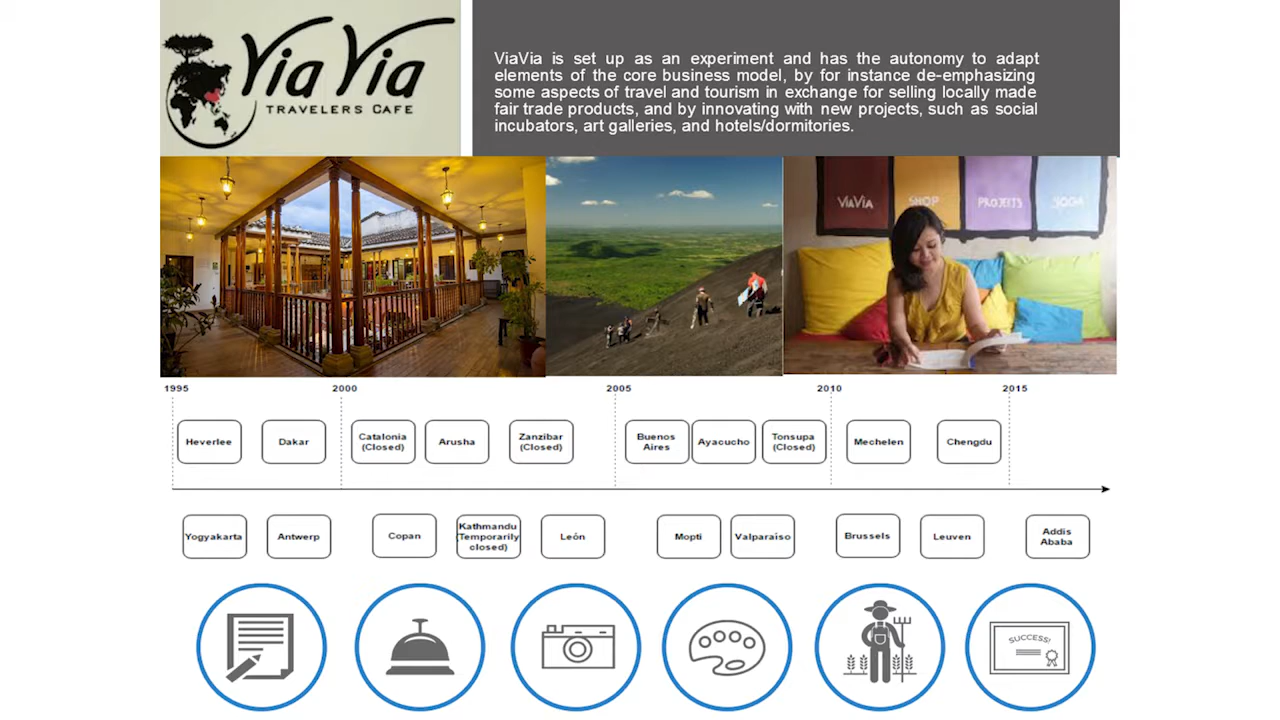 Via Via
TRAVELERS CAFE
ViaVia is set up as an experiment and has the autonomy to adapt
elements of the core business model, by for instance de-emphasizing
some aspects of travel and tourism in exchange for selling locally made
fair trade products, and by innovating with new projects, such as social
incubators, art galleries, and hotels/dormitories.
VIAVIA SHOP PROJECTS
1995 2000 2005 2010 2015
Heverlee
Dakar
Catalonia
(Closed)
Arusha
Zanzibar
(Closed)
Buenos
Aires
Ayacucho
Tonsupa
(Closed)
Mechelen
Chengdu
Yogyakarta
Antwerp
Copan
Kathmandu
(Temporarily
closed)
León
Mopti
Valparaíso
Brussels
Leuven
Addis
Ababa
SUCCESS!